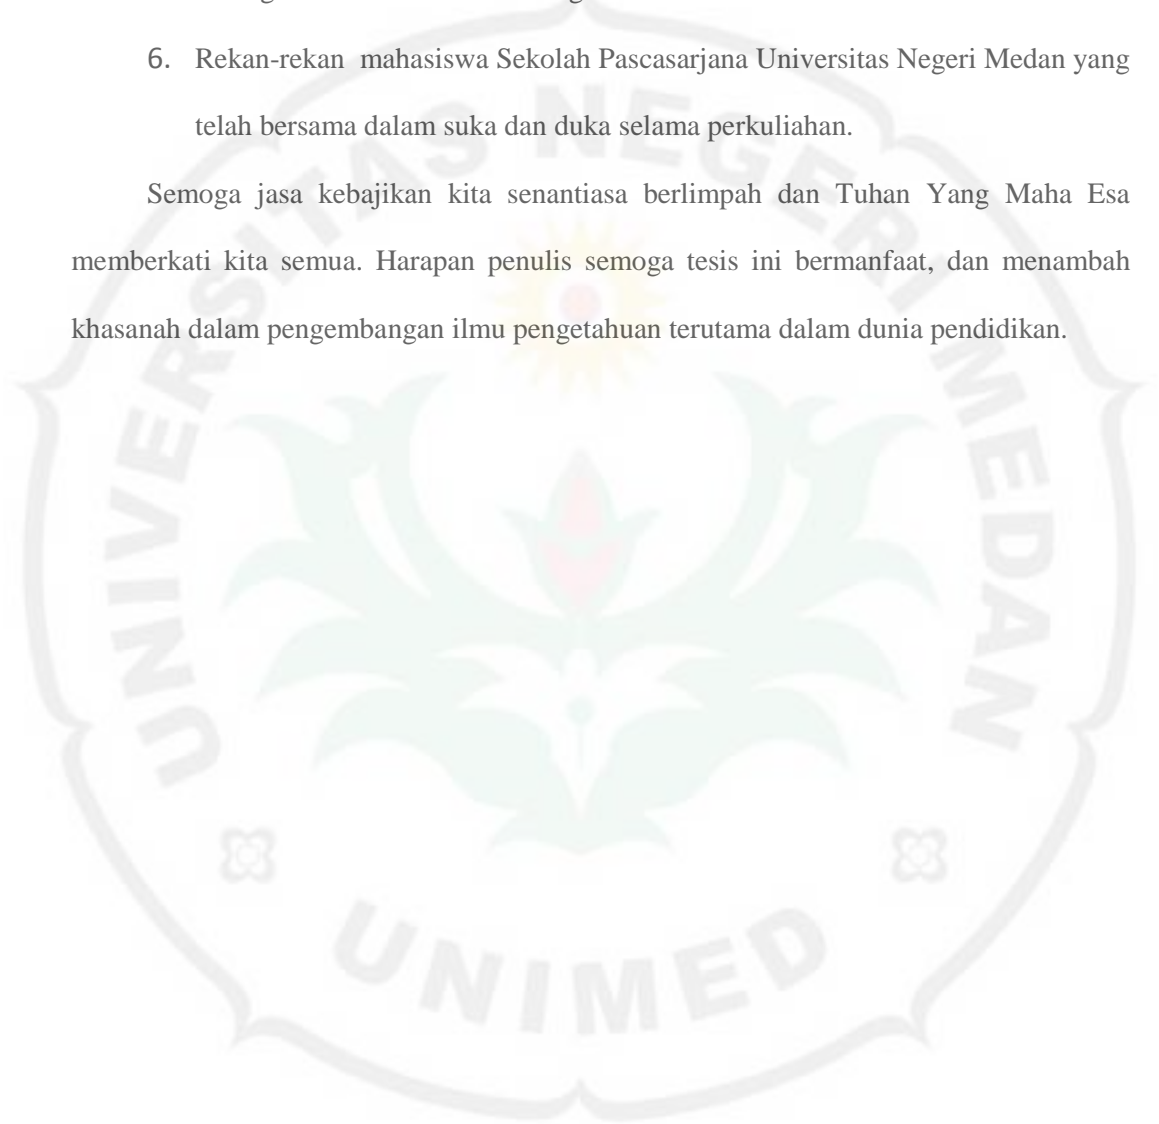 6. Rekan-rekan mahasiswa Sekolah Pascasarjana Universitas Negeri Medan yang
telah bersama dalam suka dan duka selama perkuliahan.
Semoga jasa kebajikan kita senantiasa berlimpah dan Tuhan Yang Maha Esa
memberkati kita semua. Harapan penulis semoga tesis ini bermanfaat, dan menambah
khasanah dalam pengembangan ilmu pengetahuan terutama dalam dunia pendidikan.
UNIVERSITAS NEGERI MEDAN
UNIMED